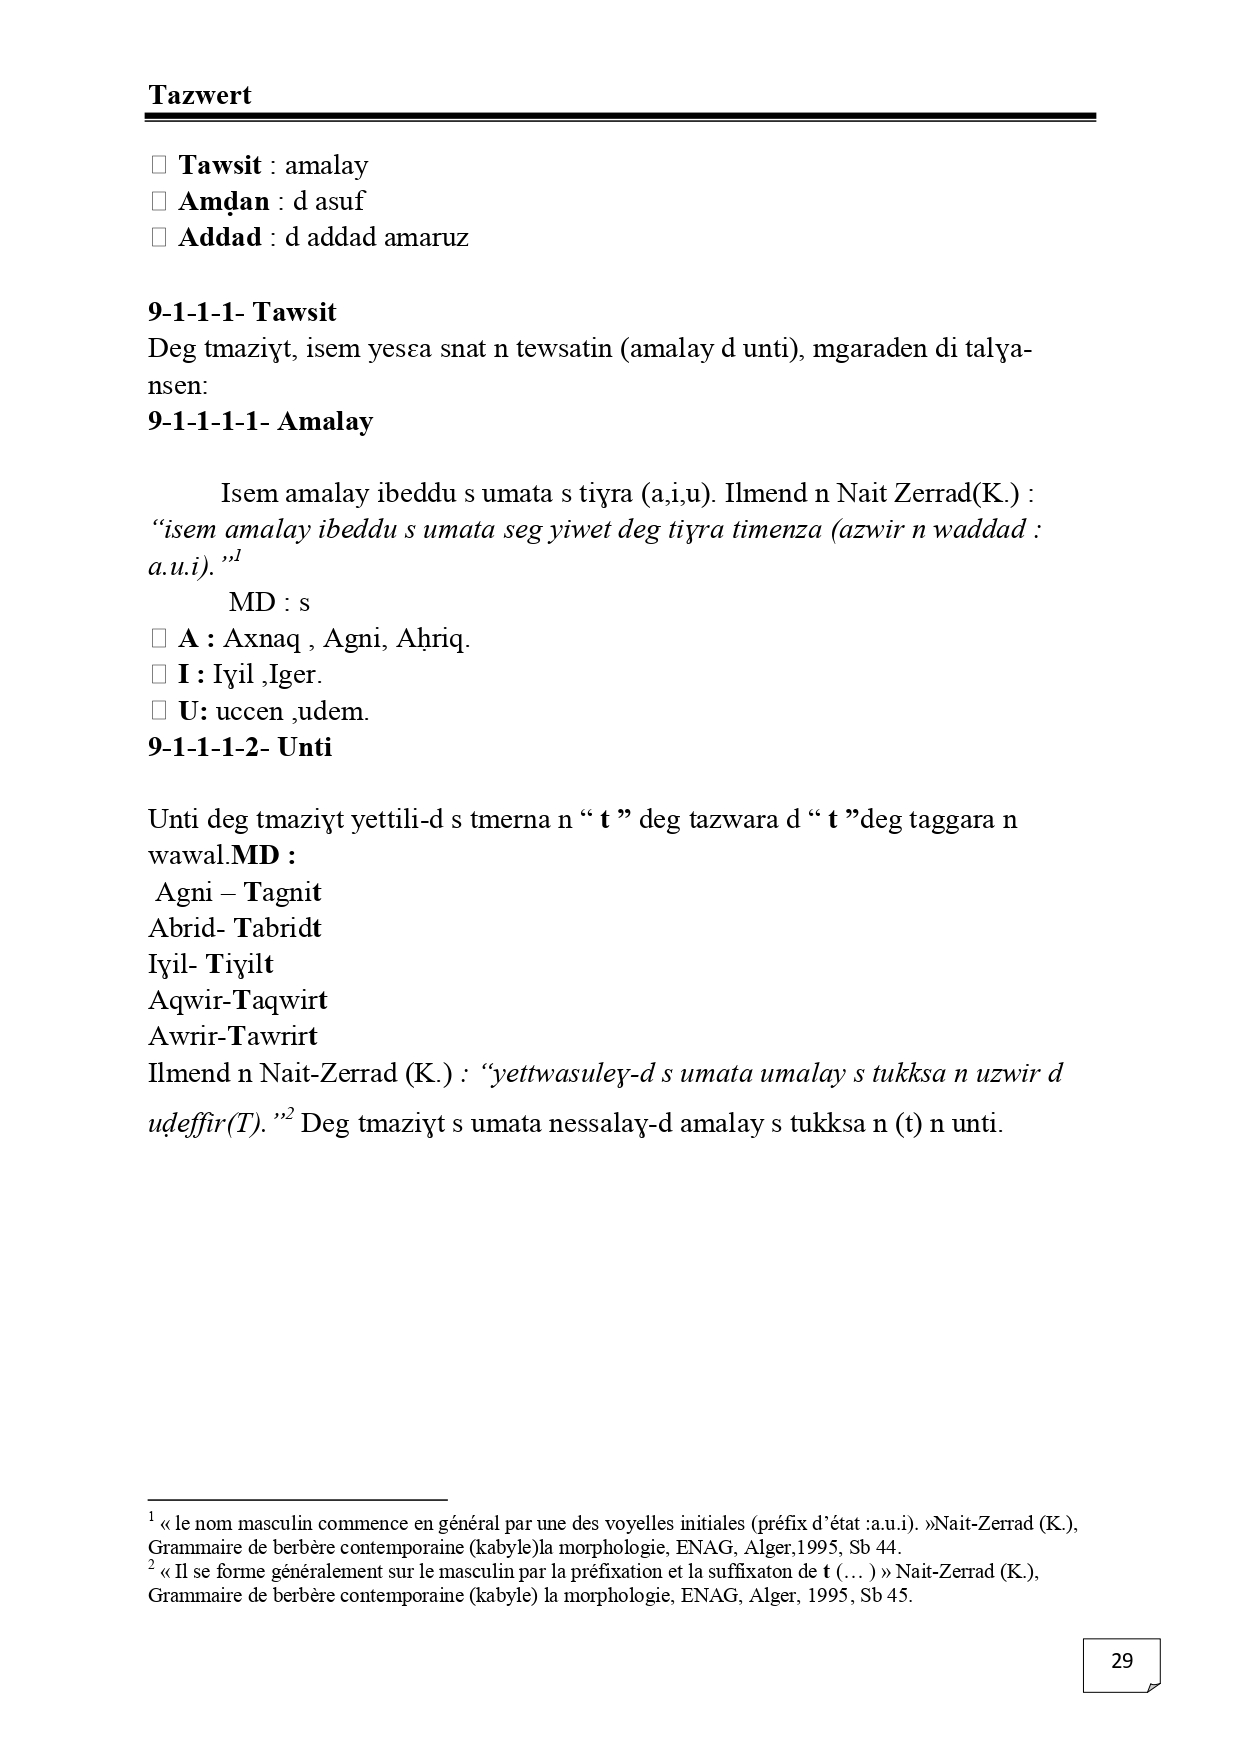 Tazwert
□ Tawsit : amalay
□ Amḍan : d asuf
□ Addad : d addad amaruz
9-1-1-1- Tawsit
Deg tmaziɣt, isem yesɛa snat n tewsatin (amalay d unti), mgaraden di talɣa-
nsen:
9-1-1-1-1- Amalay
Isem amalay ibeddu s umata s tiɣra (a,i,u). Ilmend n Nait Zerrad(K.) :
“isem amalay ibeddu s umata seg yiwet deg tiɣra timenza (azwir n waddad :
a.u.i).”1
MD : s
□ A : Axnaq , Agni, Aḥriq.
□ I : Iɣil ,Iger.
□ U: uccen ,udem.
9-1-1-1-2- Unti
Unti deg tmaziɣt yettili-d s tmerna n “ t ” deg tazwara d “ t ”deg taggara n
wawal.MD :
Agni – Tagnit
Abrid- Tabridt
Iɣil- Tiɣilt
Aqwir-Taqwirt
Awrir-Tawrirt
Ilmend n Nait-Zerrad (K.) : “yettwasuleɣ-d s umata umalay s tukksa n uzwir d
uḍeffir(T).”2 Deg tmaziɣt s umata nessalaɣ-d amalay s tukksa n (t) n unti.
1 « le nom masculin commence en général par une des voyelles initiales (préfix d’état :a.u.i). »Nait-Zerrad (K.),
Grammaire de berbère contemporaine (kabyle)la morphologie, ENAG, Alger,1995, Sb 44.
2 « Il se forme généralement sur le masculin par la préfixation et la suffixaton de t (… ) » Nait-Zerrad (K.),
Grammaire de berbère contemporaine (kabyle) la morphologie, ENAG, Alger, 1995, Sb 45.
29